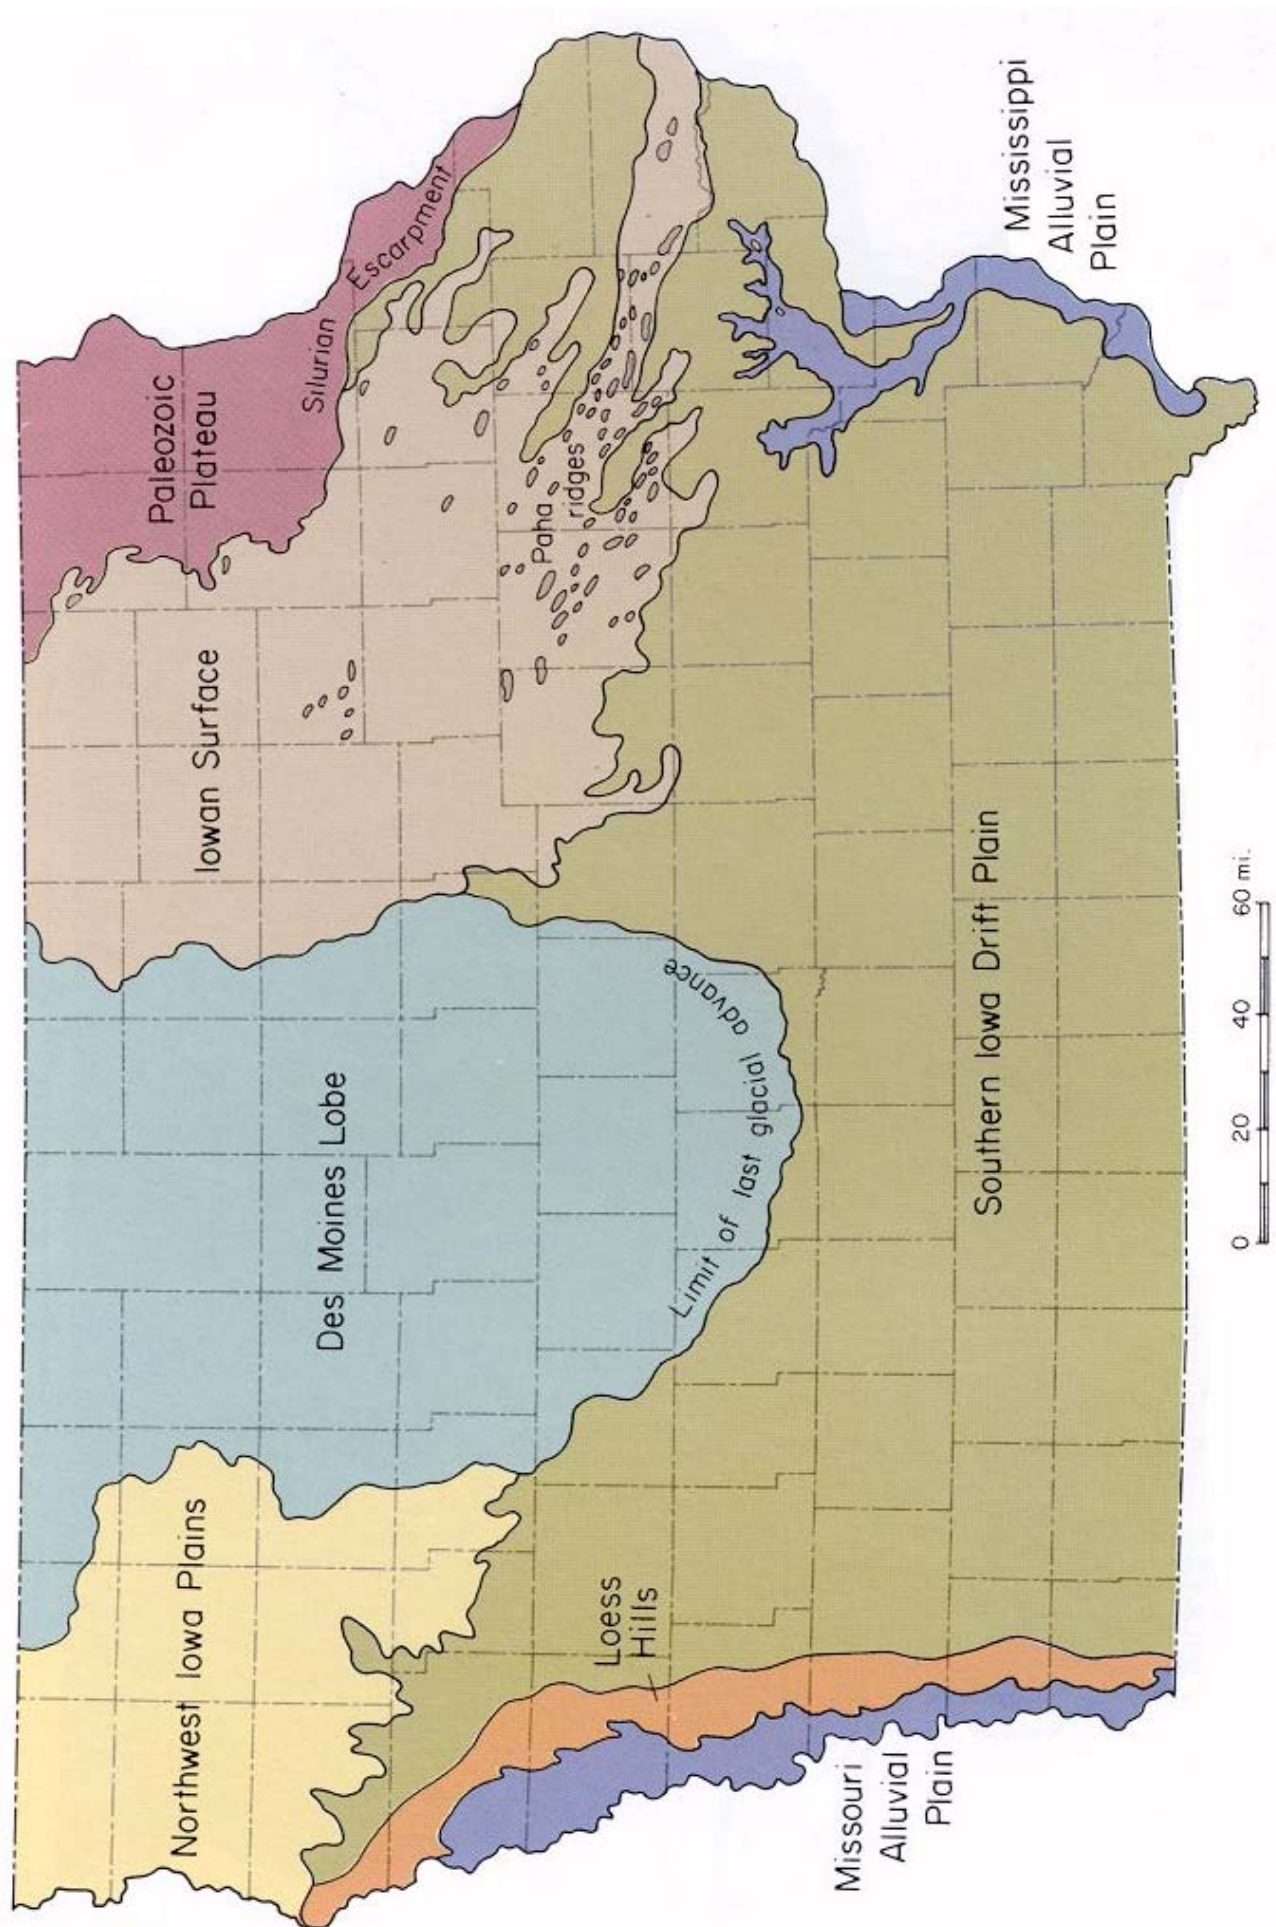 Paleozoic
Plateau
Silurian Escarpment
Iowan Surface
Paha
ridges
Des Moines Lobe
Limit of last glacial advance
Northwest Iowa Plains
Loess
Hills
Southern Iowa Drift Plain
Missouri
Alluvial
Plain
Mississippi
Alluvial
Plain
0 20 40 60 mi.